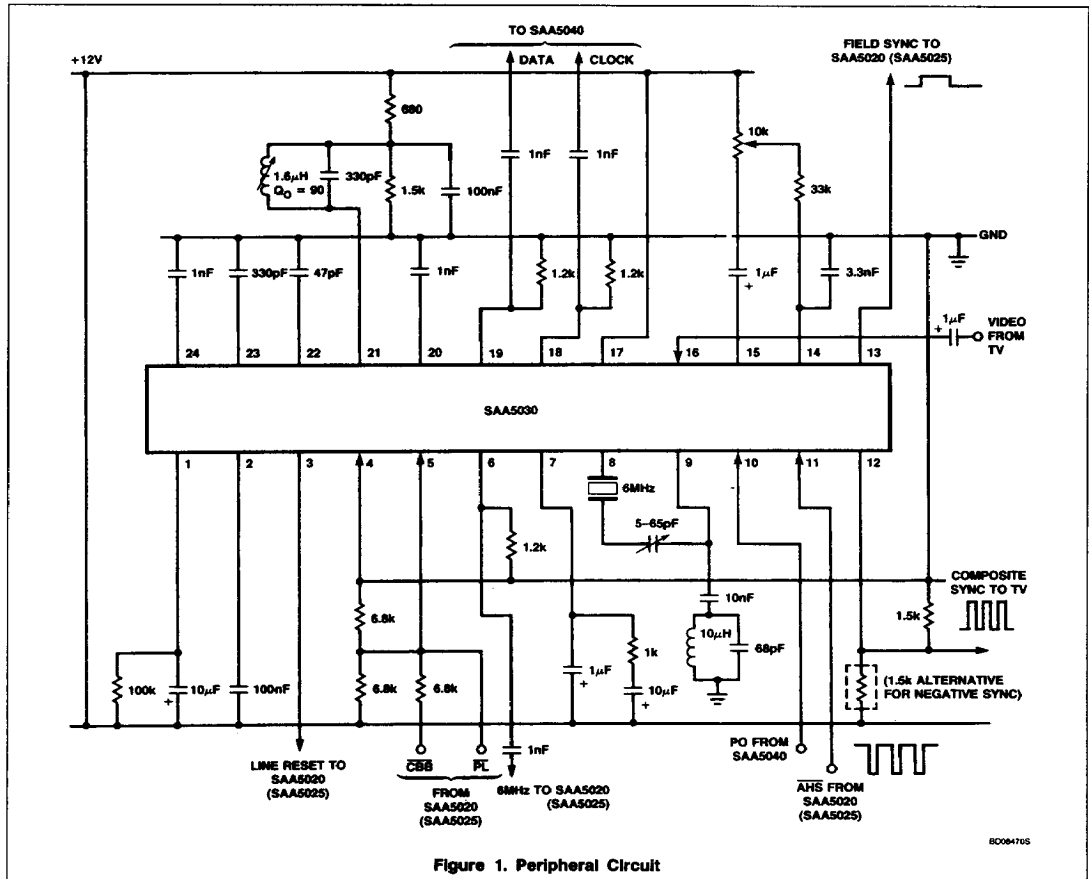 TO SAA5040
DATA
CLOCK
FIELD SYNC TO
SAA5020 (SAA5025)
+12V
680
1.6μH
Q_O = 90
330pF
1.5k
100nF
1nF
1nF
10k
33k
GND
1nF
330pF
47pF
1nF
1.2k
1.2k
1μF
+
3.3nF
1μF
+
VIDEO
FROM
TV
24
23
22
21
20
19
18
17
16
15
14
13
SAA5030
1
2
3
4
5
6
7
8
9
10
11
12
6MHz
5–65pF
1.2k
COMPOSITE
SYNC TO TV
10nF
1.5k
6.8k
10μH
68pF
1k
100k
10μF
+
100nF
6.8k
6.8k
1μF
+
10μF
+
(1.5k ALTERNATIVE
FOR NEGATIVE SYNC)
1nF
LINE RESET TO
SAA5020
(SAA5025)
CBB
PL
FROM
SAA5020
(SAA5025)
6MHz TO SAA5020
(SAA5025)
PO FROM
SAA5040
AHS FROM
SAA5020
(SAA5025)
BD08470S
Figure 1. Peripheral Circuit